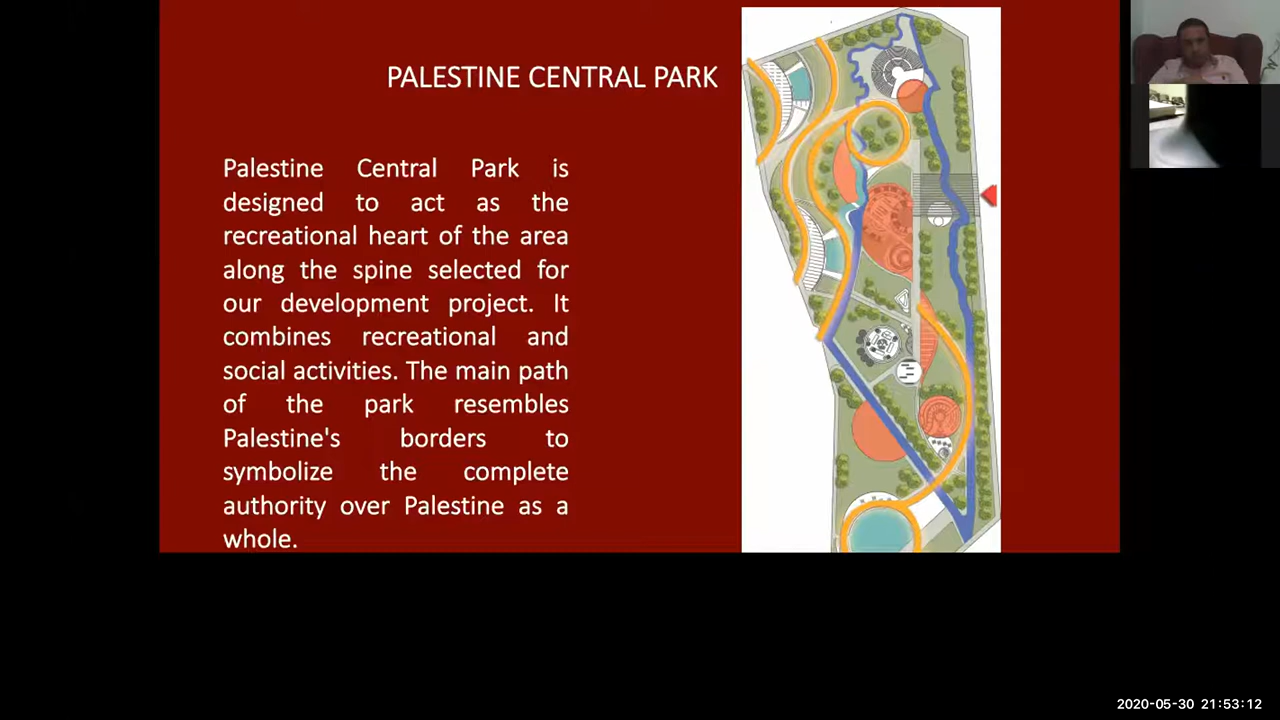 PALESTINE CENTRAL PARK
Palestine Central Park is
designed to act as the
recreational heart of the area
along the spine selected for
our development project. It
combines recreational and
social activities. The main path
of the park resembles
Palestine's borders to
symbolize the complete
authority over Palestine as a
whole.
2020-05-30 21:53:12